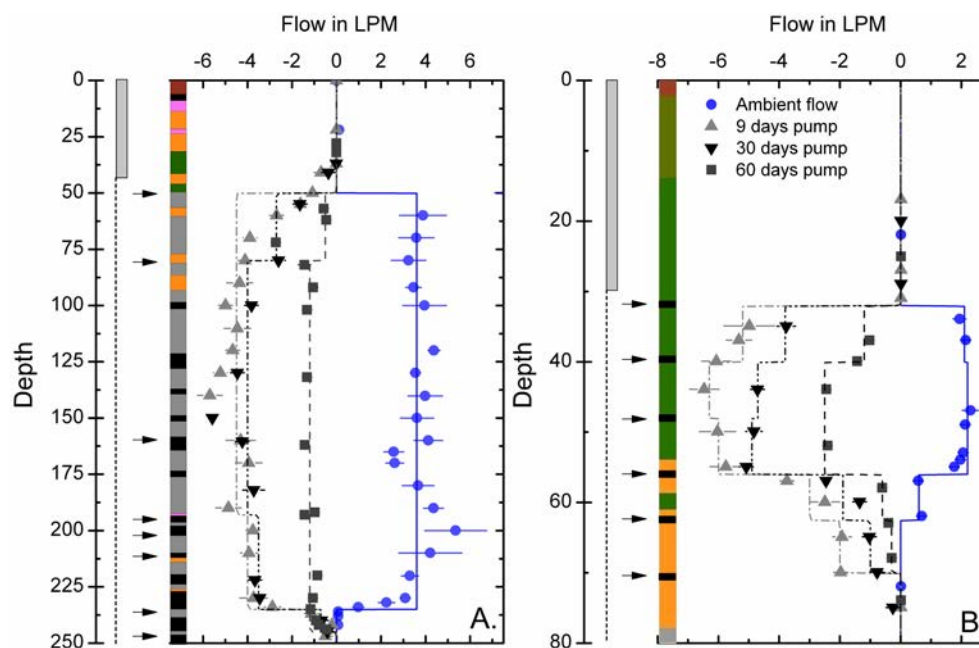 Flow in LPM
Flow in LPM
-6 -4 -2 0 2 4 6
-8 -6 -4 -2 0 2
0
25
50
75
100
125
150
175
200
225
250
Depth
A.
0
20
40
60
80
Depth
Ambient flow
9 days pump
30 days pump
60 days pump
B